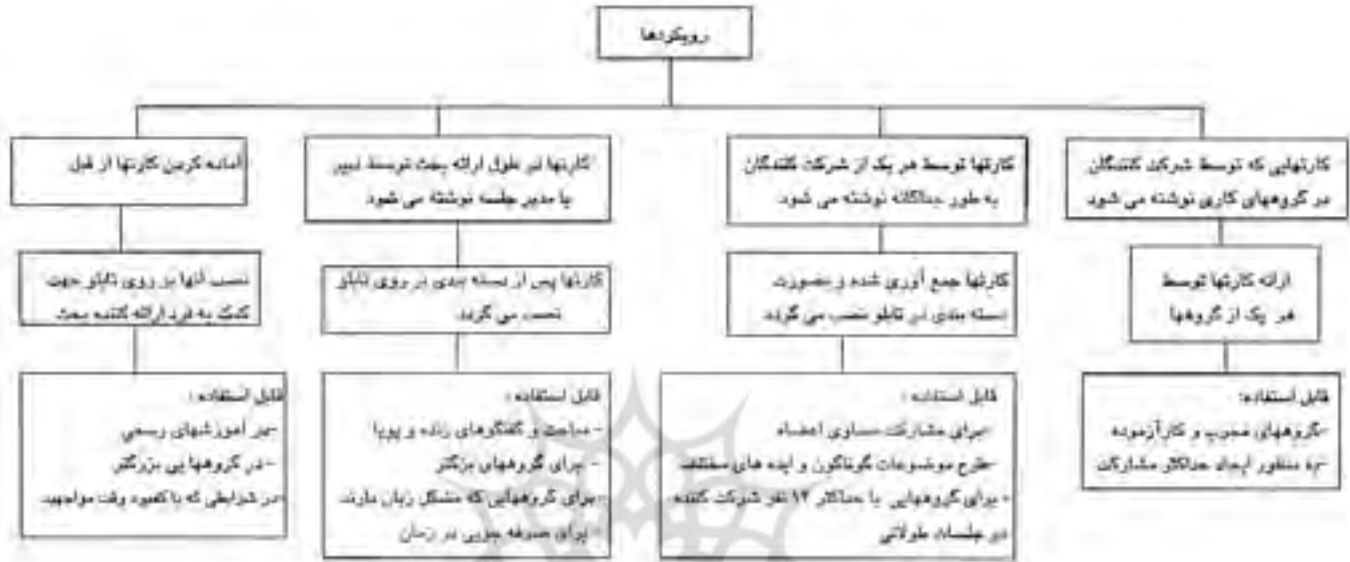 رویکردها
کارتهایی که توسط شرکت کنندگان
در گروههای کاری نوشته می شود
ارائه کارتها توسط
هر یک از گروهها
قابل استفاده:
-گروههای مجرب و کارآزموده
-به منظور ایجاد حداکثر مشارکت
کارتها توسط هر یک از شرکت کنندگان
به طور جداگانه نوشته می شود.
کارتها جمع آوری شده و بصورت
دسته بندی در تابلو نصب می گردد.
قابل استفاده :
-برای مشارکت مساوی اعضاء
-طرح موضوعات گوناگون و ایده های مختلف
- برای گروههایی با حداکثر ۱۲ نفر شرکت کننده
در جلسات طولانی
کارتها در طول ارائه بحث توسط دبیر
یا مدیر جلسه نوشته می شود
کارتها پس از دسته بندی در روی تابلو
نصب می گردد.
قابل استفاده :
- مباحث و گفتگوهای زنده و پویا
- برای گروههای بزگتر
-برای گروههایی که مشکل زبان دارند.
- برای صرفه جویی در زمان
آماده کردن کارتها از قبل
نصب آنها بر روی تابلو جهت
کمک به فرد ارائه کننده بحث
قابل استفاده :
-در آموزشهای رسمی
-در گروهها یی بزرگتر
-در شرایطی که با کمبود وقت مواجهیم.